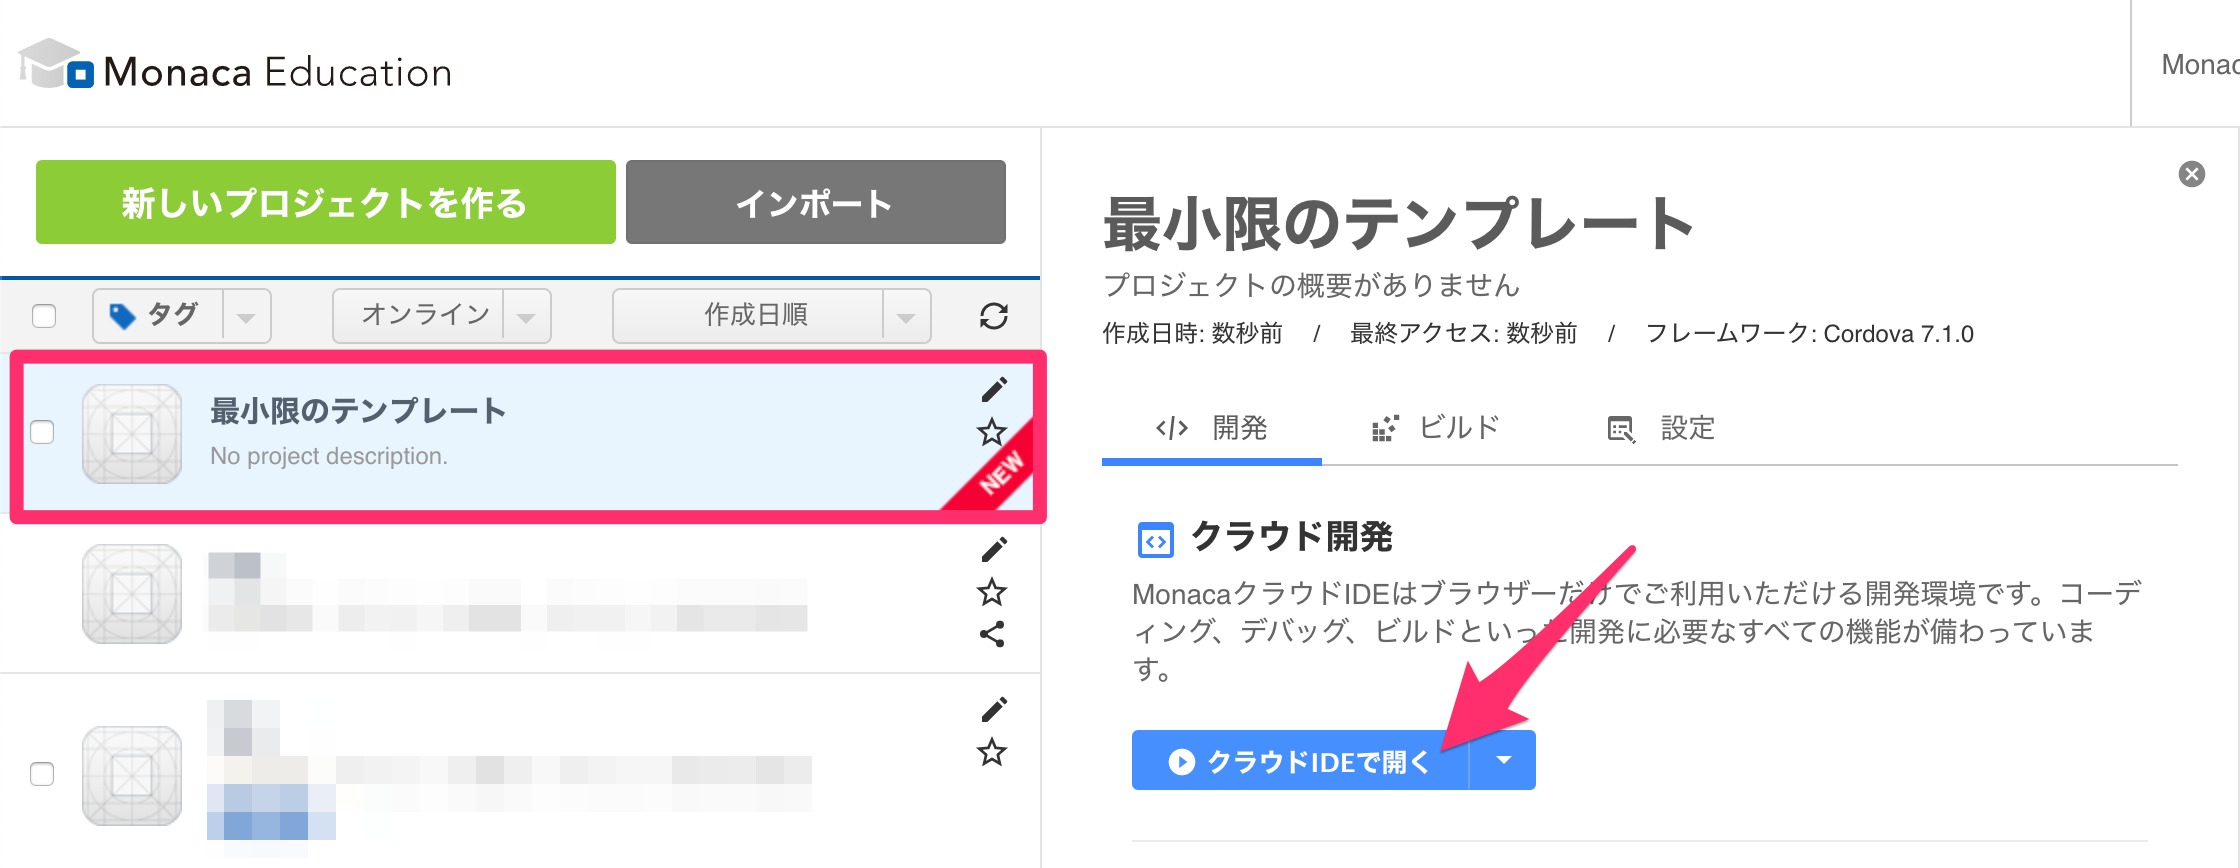 Monaca Education
Monac
新しいプロジェクトを作る
インポート
タグ
オンライン
作成日順
最小限のテンプレート
No project description.
NEW
最小限のテンプレート
プロジェクトの概要がありません
作成日時: 数秒前 / 最終アクセス: 数秒前 / フレームワーク: Cordova 7.1.0
開発
ビルド
設定
クラウド開発
MonacaクラウドIDEはブラウザーだけでご利用いただける開発環境です。コーデ
ィング、デバッグ、ビルドといった開発に必要なすべての機能が備わっていま
す。
クラウドIDEで開く